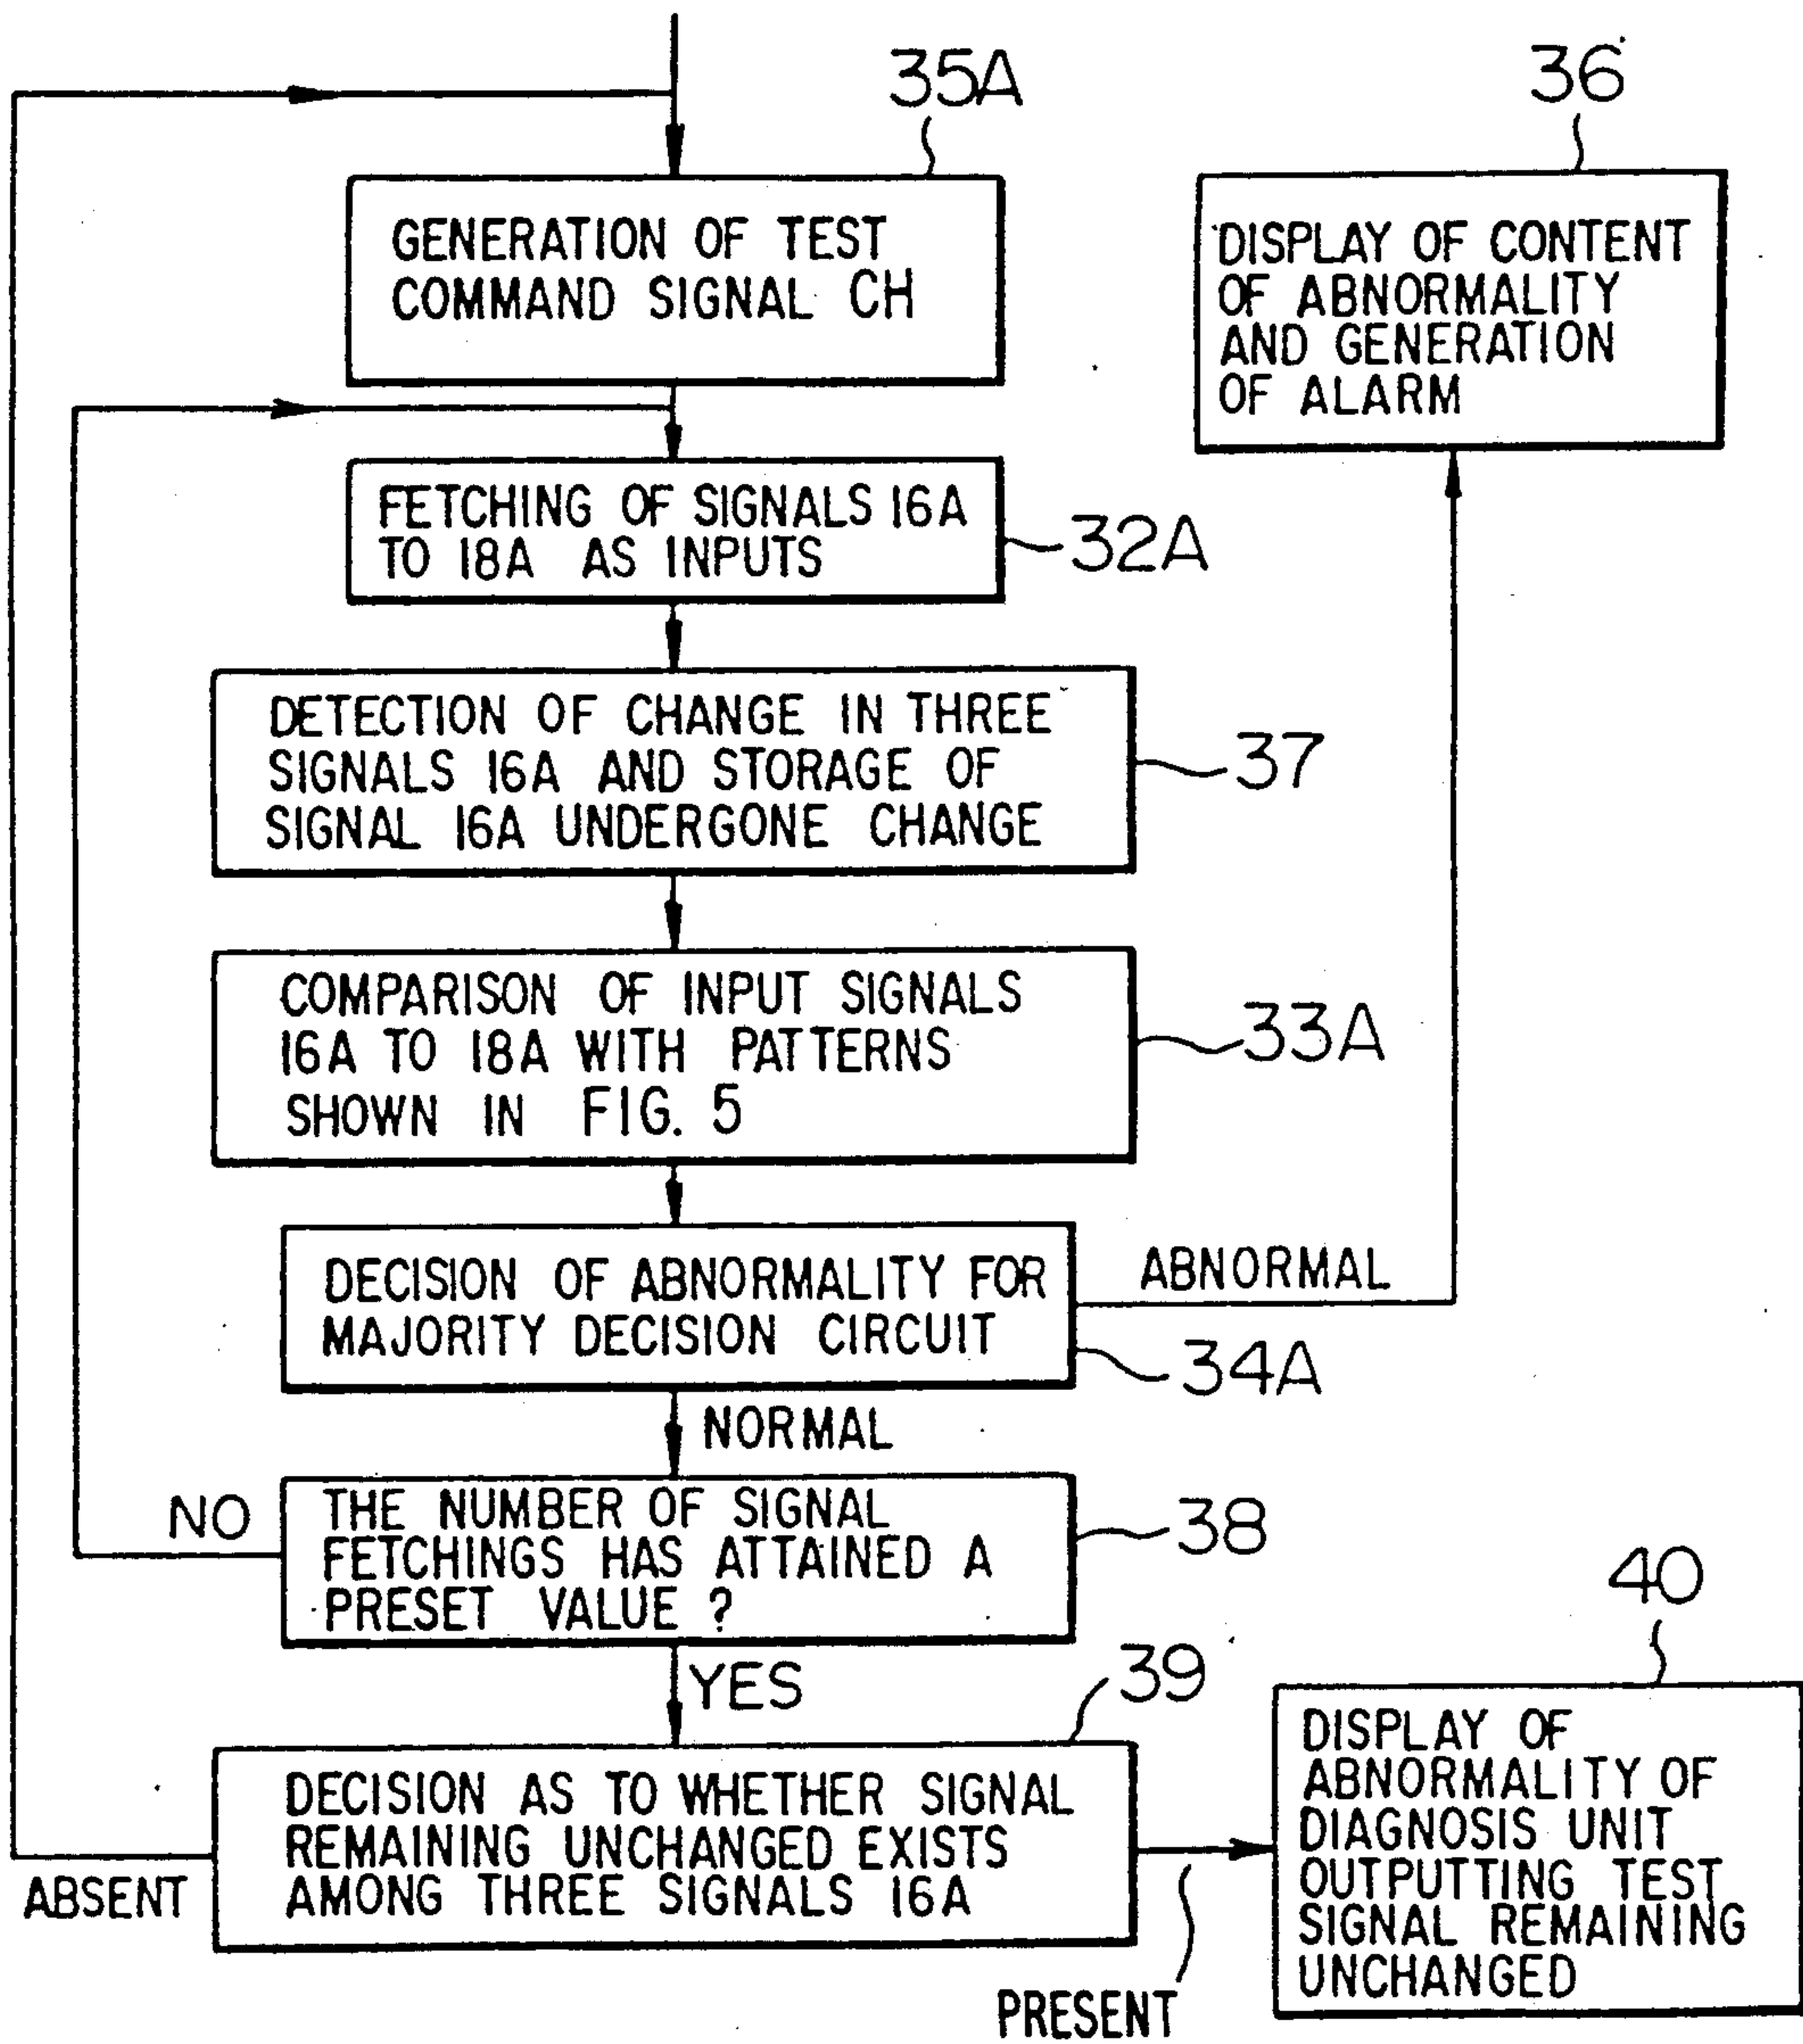 35A
GENERATION OF TEST
COMMAND SIGNAL CH
36
DISPLAY OF CONTENT
OF ABNORMALITY
AND GENERATION
OF ALARM
FETCHING OF SIGNALS 16A
TO 18A AS INPUTS
32A
DETECTION OF CHANGE IN THREE
SIGNALS 16A AND STORAGE OF
SIGNAL 16A UNDERGONE CHANGE
37
COMPARISON OF INPUT SIGNALS
16A TO 18A WITH PATTERNS
SHOWN IN FIG. 5
33A
DECISION OF ABNORMALITY FOR
MAJORITY DECISION CIRCUIT
ABNORMAL
34A
NORMAL
NO
THE NUMBER OF SIGNAL
FETCHINGS HAS ATTAINED A
PRESET VALUE ?
38
YES
39
DECISION AS TO WHETHER SIGNAL
REMAINING UNCHANGED EXISTS
AMONG THREE SIGNALS 16A
ABSENT
PRESENT
40
DISPLAY OF
ABNORMALITY OF
DIAGNOSIS UNIT
OUTPUTTING TEST
SIGNAL REMAINING
UNCHANGED